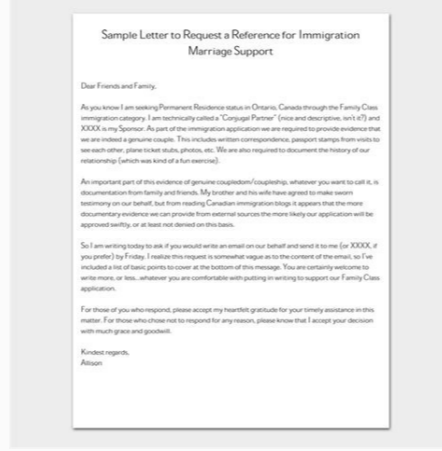 Sample Letter to Request a Reference for Immigration
Marriage Support
Dear Friends and Family,
As you know I am seeking Permanent Residence status in Ontario, Canada through the Family Class
immigration category. I am technically called a "Conjugal Partner" (nice and descriptive, isn't it?) and
XXXX is my Sponsor. As part of the immigration application we are required to provide evidence that
we are indeed a genuine couple. This includes written correspondence, passport stamps from visits to
see each other, plane ticket stubs, photos, etc. We are also required to document the history of our
relationship (which was kind of a fun exercise).
An important part of this evidence of genuine coupledom/coupleship, whatever you want to call it, is
documentation from family and friends. My brother and his wife have agreed to make sworn
testimony on our behalf, but from reading Canadian immigration blogs it appears that the more
documentary evidence we can provide from external sources the more likely our application will be
approved swiftly, or at least not denied on this basis.
So I am writing today to ask if you would write an email on our behalf and send it to me (or XXXX, if
you prefer) by Friday. I realize this request is somewhat vague as to the content of the email, so I've
included a list of basic points to cover at the bottom of this message. You are certainly welcome to
write more, or less...whatever you are comfortable with putting in writing to support our Family Class
application.
For those of you who respond, please accept my heartfelt gratitude for your timely assistance in this
matter. For those who chose not to respond for any reason, please know that I accept your decision
with much grace and goodwill.
Kindest regards,
Allison